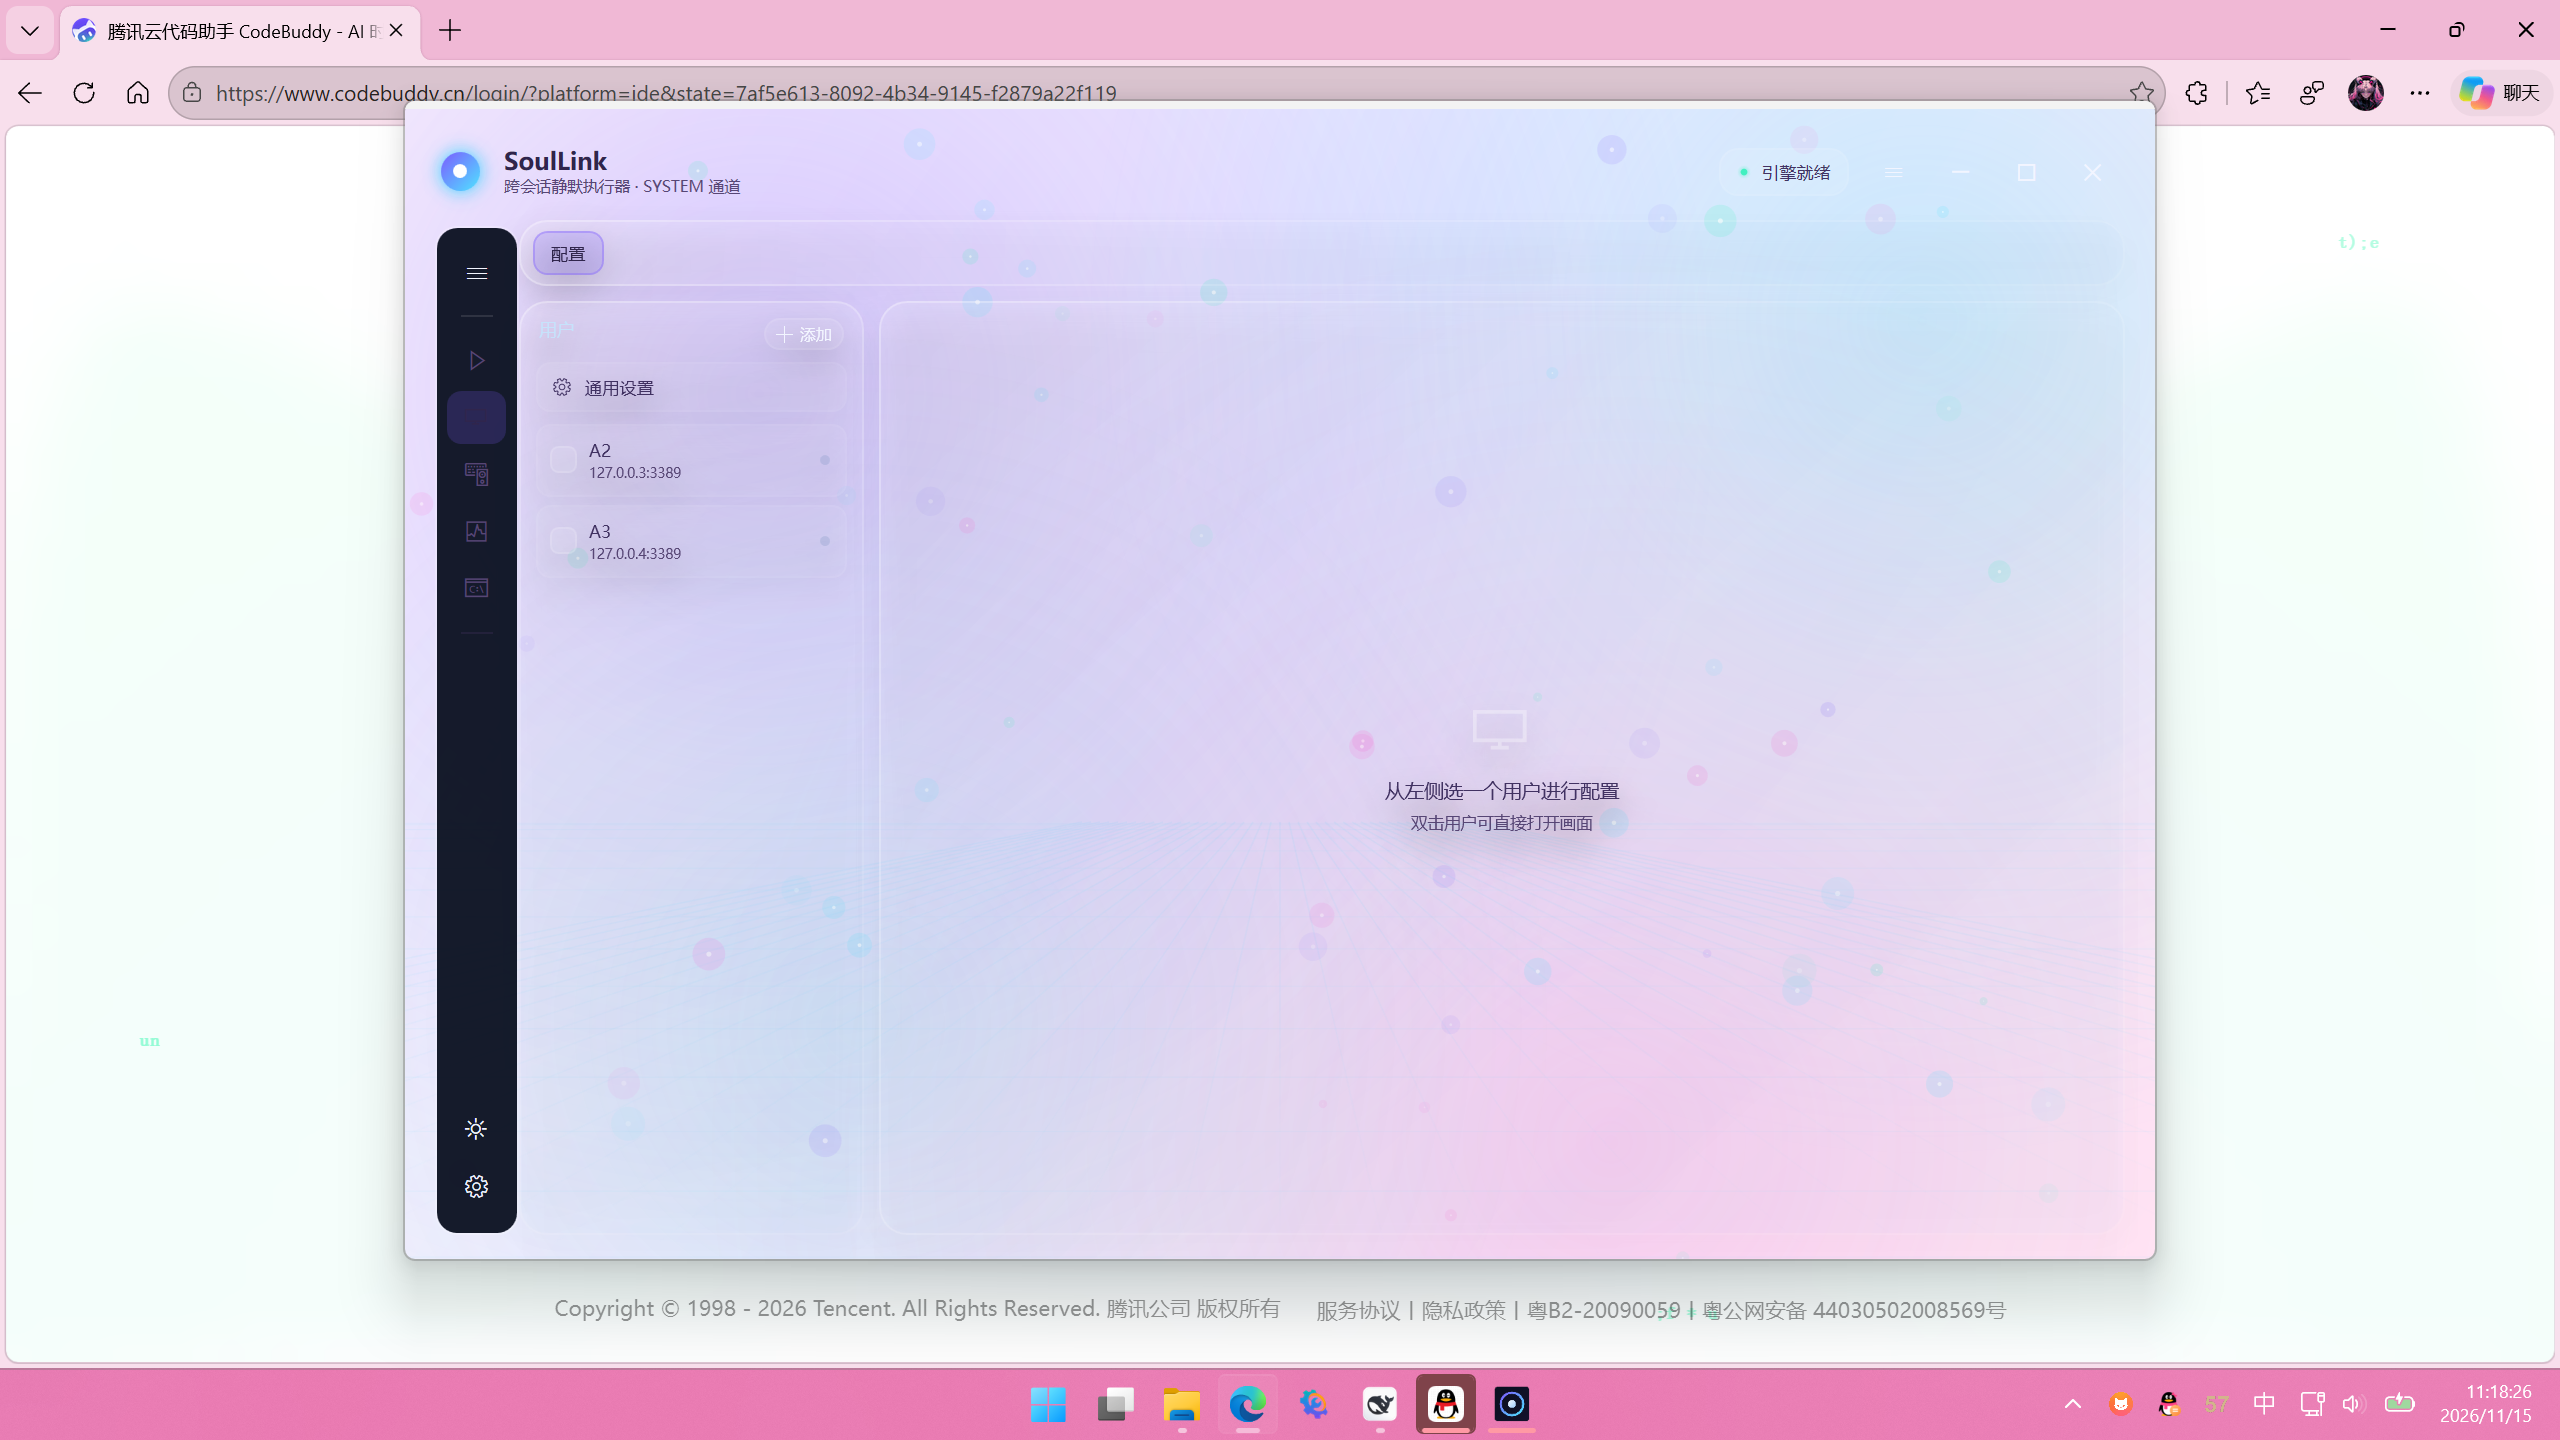 腾讯云代码助手 CodeBuddy - AI
https://www.codebuddy.cn/login/?platform=ide&state=7af5e613-8092-4b34-9145-f2879a22f119
聊天
SoulLink
跨会话静默执行器 · SYSTEM 通道
引擎就绪
配置
用户
添加
通用设置
A2
127.0.0.3:3389
A3
127.0.0.4:3389
C:\
从左侧选一个用户进行配置
双击用户可直接打开画面
t);e
un
Copyright © 1998 - 2026 Tencent. All Rights Reserved. 腾讯公司 版权所有
服务协议 | 隐私政策 | 粤B2-20090059 | 粤公网安备 44030502008569号
57
中
11:18:26
2026/11/15